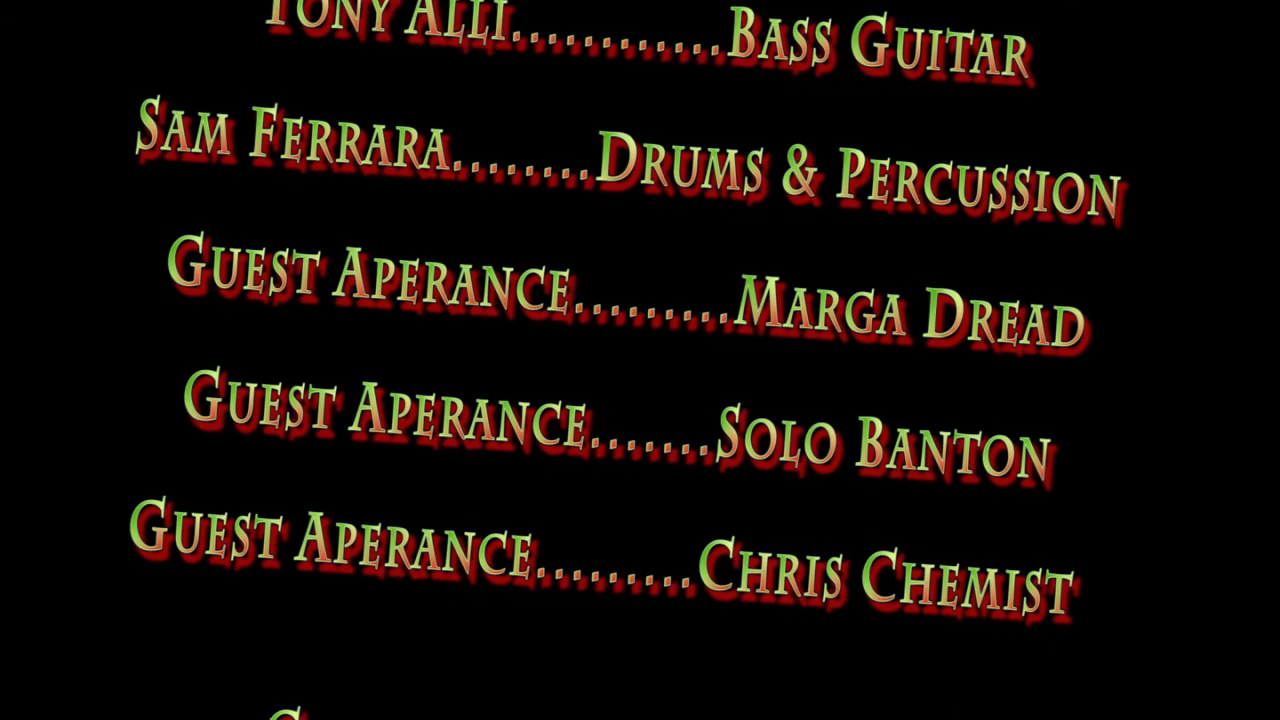 Tony Alli............Bass Guitar
Sam Ferrara........Drums & Percussion
Guest Aperance.........Marga Dread
Guest Aperance.......Solo Banton
Guest Aperance.........Chris Chemist